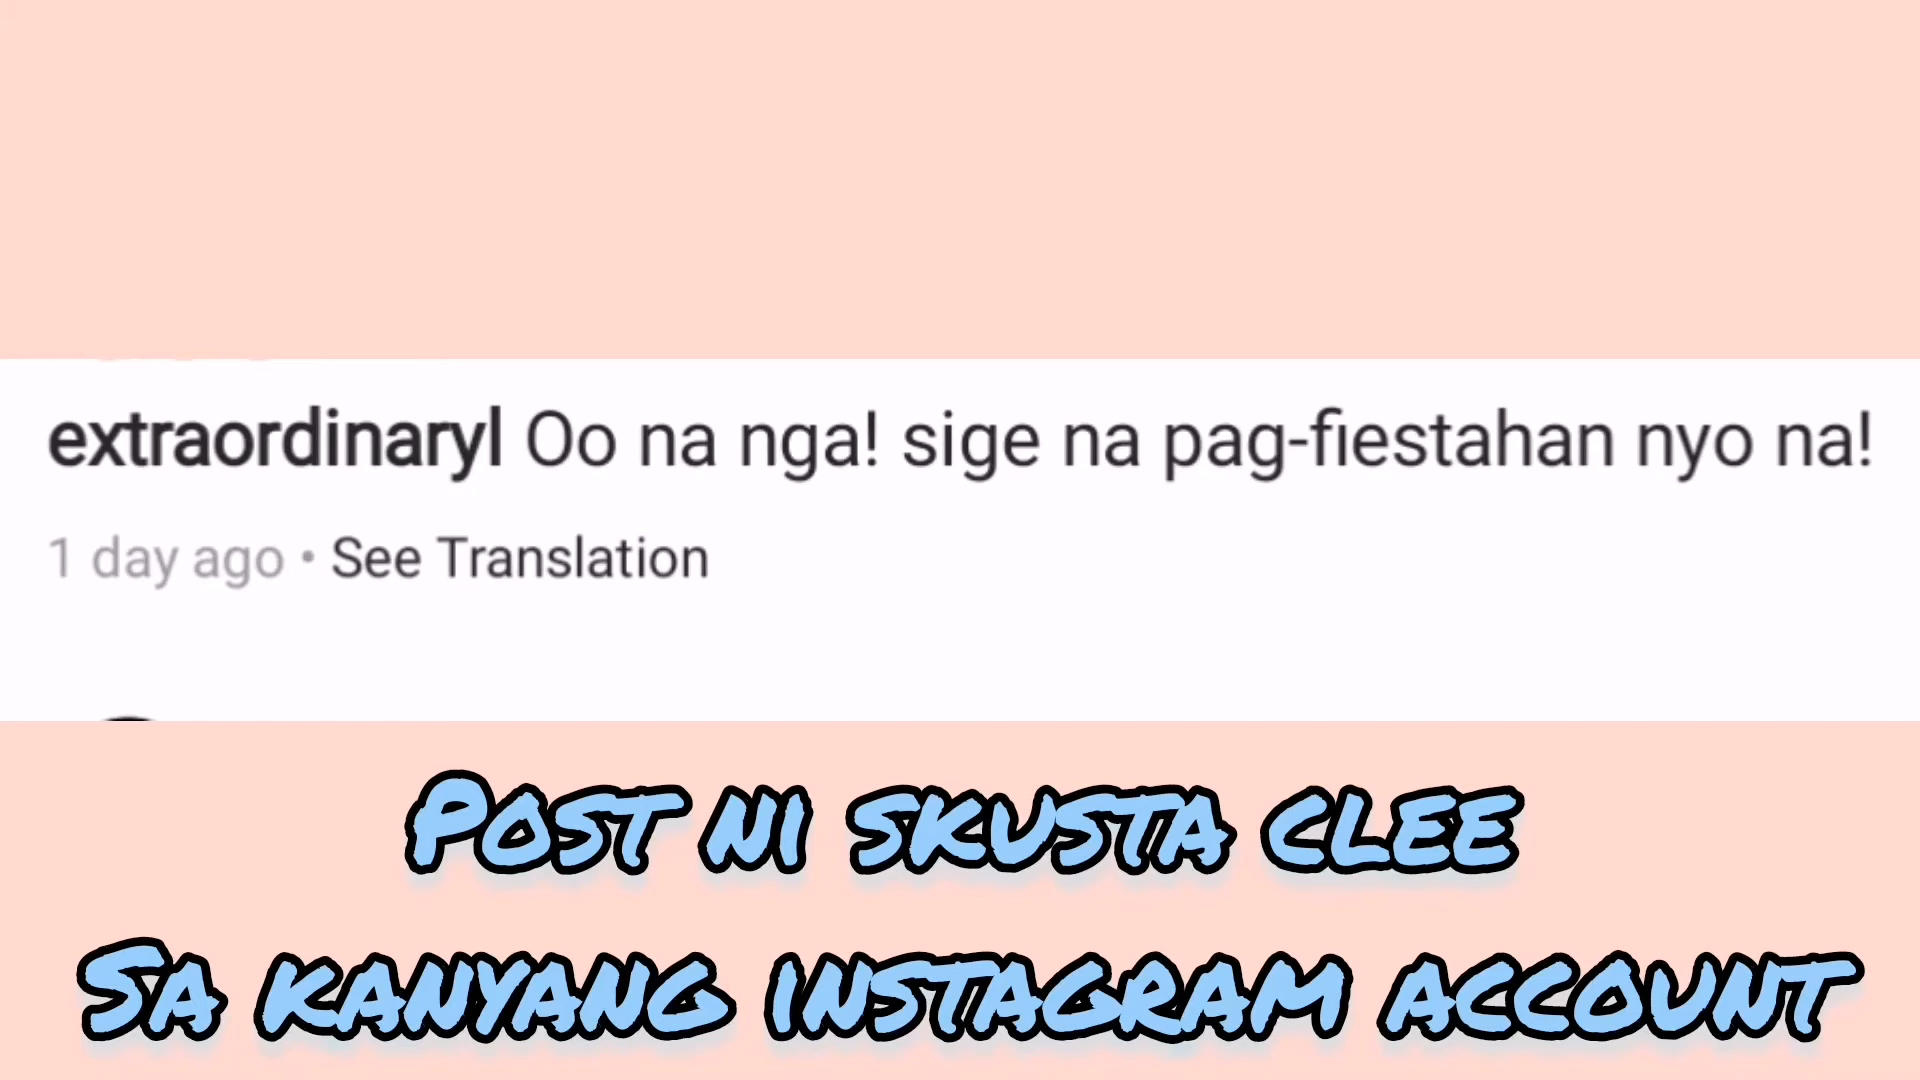 extraordinaryl Oo na nga! sige na pag-fiestahan nyo na!
1 day ago • See Translation
Post ni skusta clee
Sa kanyang instagram account